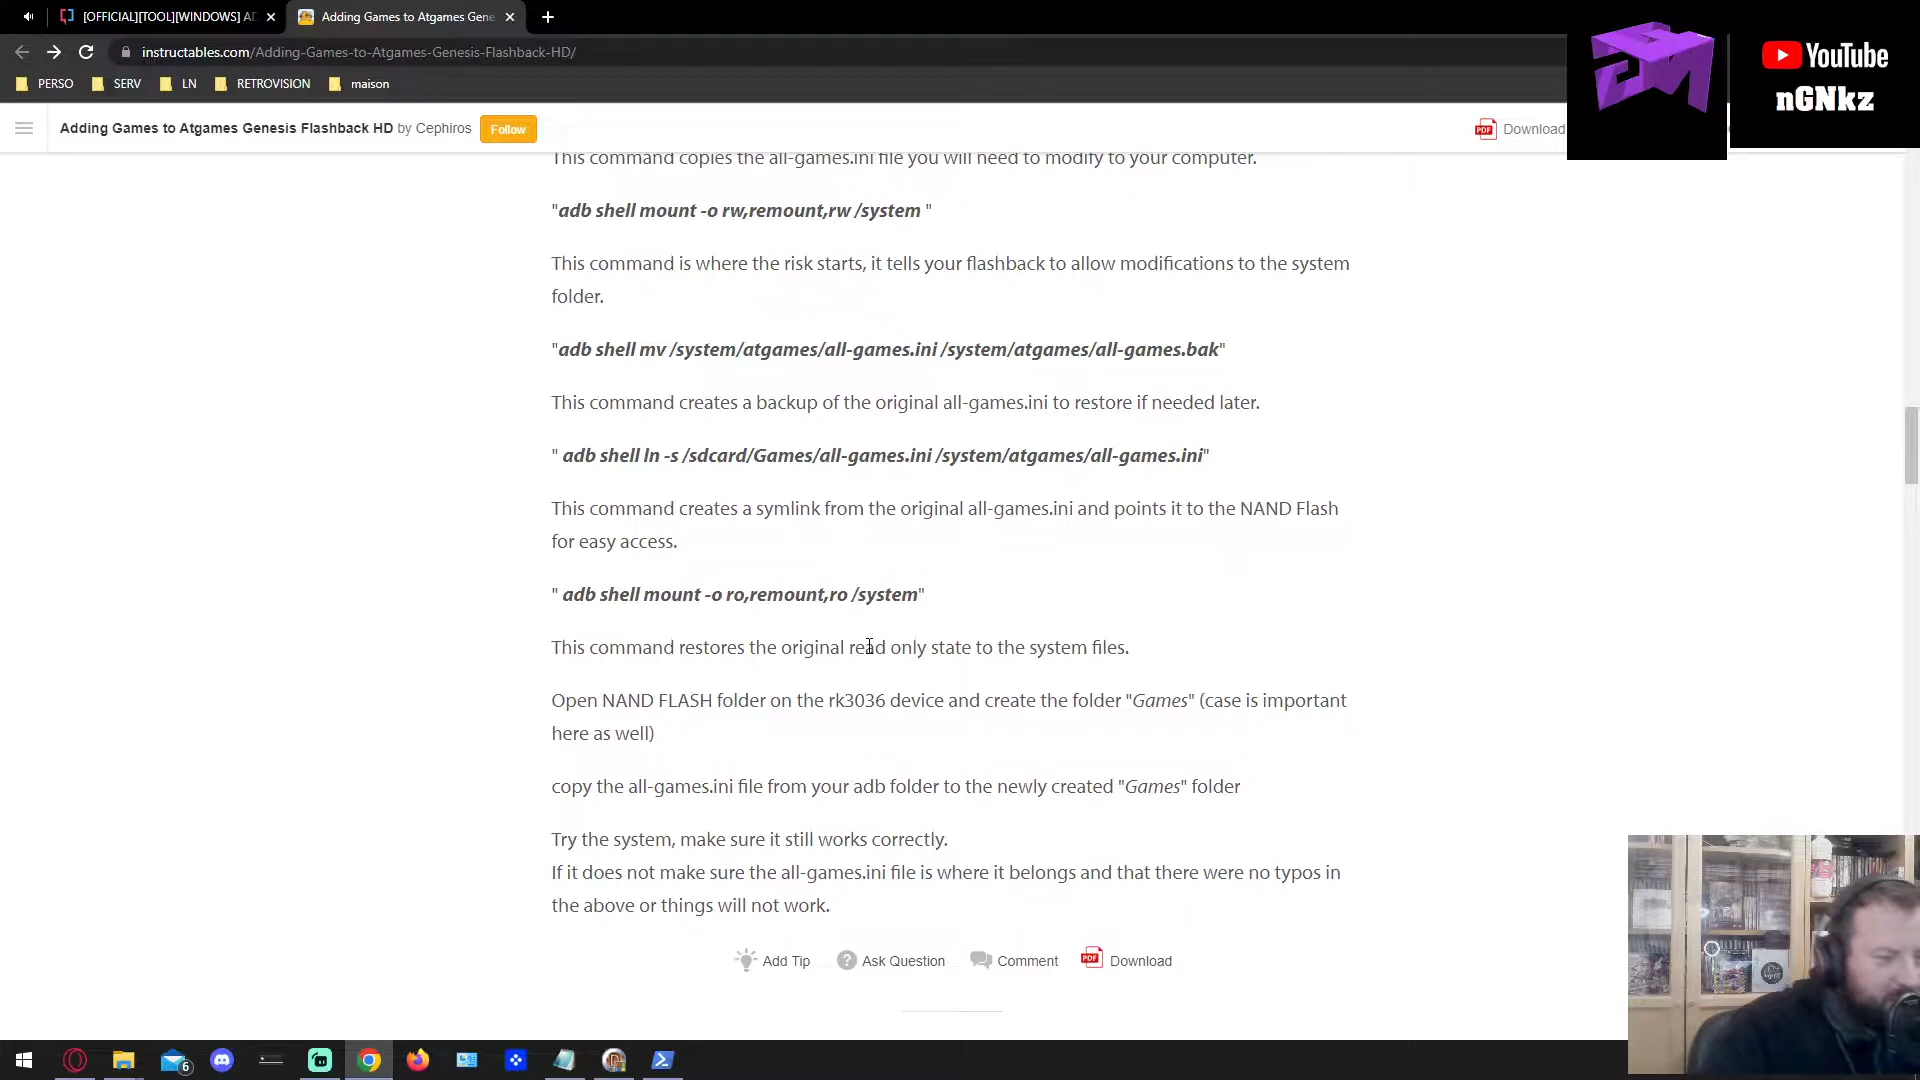 [OFFICIAL][TOOL][WINDOWS] AD
Adding Games to Atgames Gene
instructables.com/Adding-Games-to-Atgames-Genesis-Flashback-HD/
PERSO SERV LN RETROVISION maison
YouTube
nGNkz
Adding Games to Atgames Genesis Flashback HD by Cephiros Follow
PDF Download
This command copies the all-games.ini file you will need to modify to your computer.
"adb shell mount -o rw,remount,rw /system "
This command is where the risk starts, it tells your flashback to allow modifications to the system
folder.
"adb shell mv /system/atgames/all-games.ini /system/atgames/all-games.bak"
This command creates a backup of the original all-games.ini to restore if needed later.
" adb shell ln -s /sdcard/Games/all-games.ini /system/atgames/all-games.ini"
This command creates a symlink from the original all-games.ini and points it to the NAND Flash
for easy access.
" adb shell mount -o ro,remount,ro /system"
This command restores the original read only state to the system files.
Open NAND FLASH folder on the rk3036 device and create the folder "Games" (case is important
here as well)
copy the all-games.ini file from your adb folder to the newly created "Games" folder
Try the system, make sure it still works correctly.
If it does not make sure the all-games.ini file is where it belongs and that there were no typos in
the above or things will not work.
Add Tip ? Ask Question Comment PDF Download
6